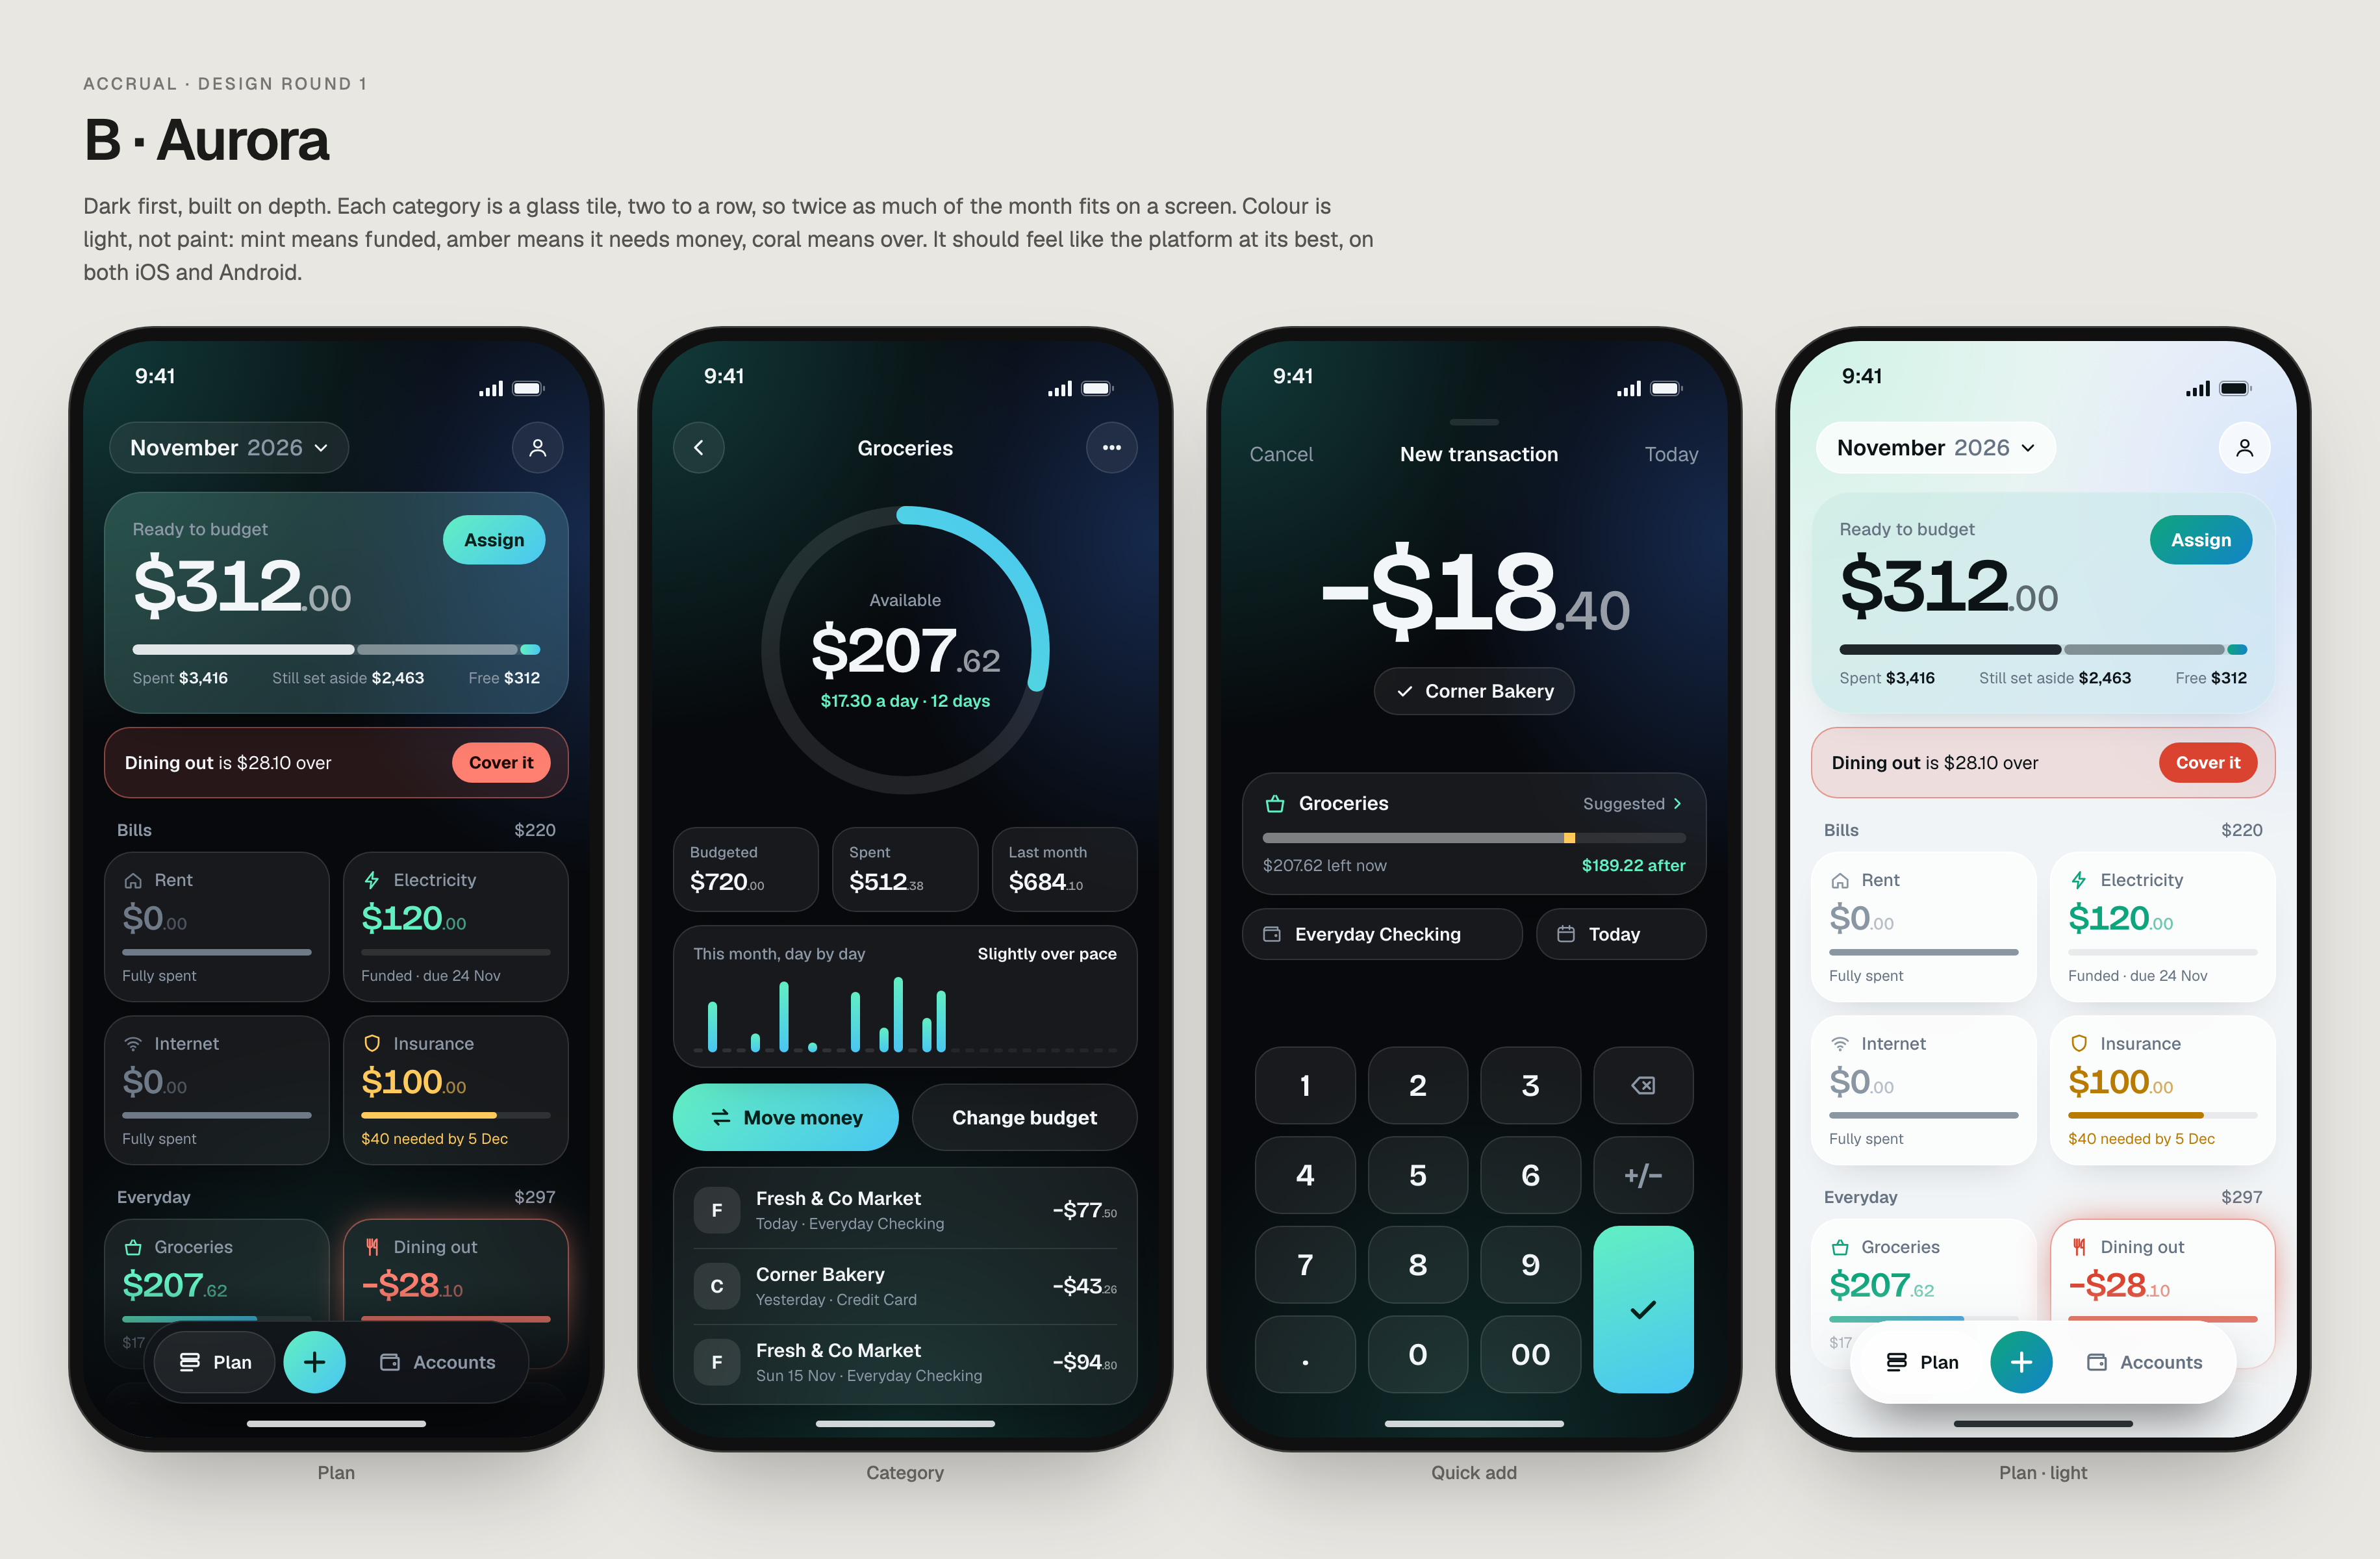 ACCRUAL · DESIGN ROUND 1
B · Aurora
Dark first, built on depth. Each category is a glass tile, two to a row, so twice as much of the month fits on a screen. Colour is
light, not paint: mint means funded, amber means it needs money, coral means over. It should feel like the platform at its best, on
both iOS and Android.
9:41
November 2026
Ready to budget
Assign
$312.00
Spent $3,416 Still set aside $2,463 Free $312
Dining out is $28.10 over
Cover it
Bills $220
Rent
$0.00
Fully spent
Electricity
$120.00
Funded · due 24 Nov
Internet
$0.00
Fully spent
Insurance
$100.00
$40 needed by 5 Dec
Everyday $297
Groceries
$207.62
$17
Dining out
−$28.10
Plan
Accounts
Plan
9:41
Groceries
Available
$207.62
$17.30 a day · 12 days
Budgeted
$720.00
Spent
$512.38
Last month
$684.10
This month, day by day Slightly over pace
Move money
Change budget
F
Fresh & Co Market
Today · Everyday Checking
−$77.50
C
Corner Bakery
Yesterday · Credit Card
−$43.26
F
Fresh & Co Market
Sun 15 Nov · Everyday Checking
−$94.80
Category
9:41
Cancel New transaction Today
−$18.40
Corner Bakery
Groceries Suggested
$207.62 left now $189.22 after
Everyday Checking
Today
1 2 3
4 5 6 +/−
7 8 9
. 0 00
Quick add
9:41
November 2026
Ready to budget
Assign
$312.00
Spent $3,416 Still set aside $2,463 Free $312
Dining out is $28.10 over
Cover it
Bills $220
Rent
$0.00
Fully spent
Electricity
$120.00
Funded · due 24 Nov
Internet
$0.00
Fully spent
Insurance
$100.00
$40 needed by 5 Dec
Everyday $297
Groceries
$207.62
$17
Dining out
−$28.10
Plan
Accounts
Plan · light